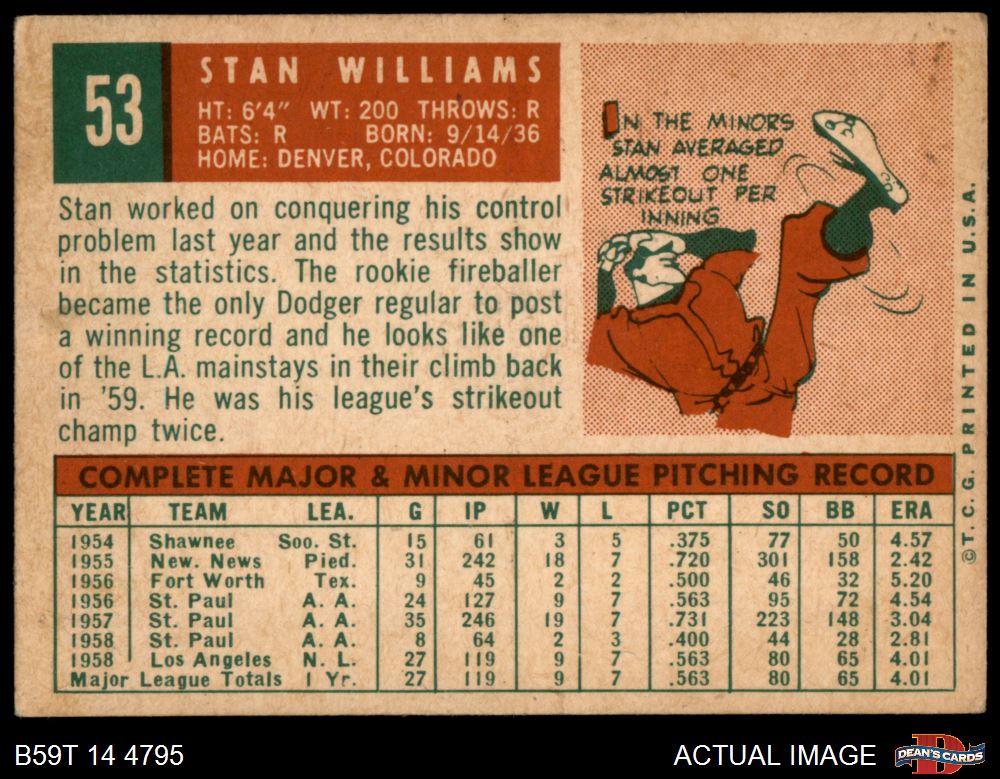 53
STAN WILLIAMS
HT: 6'4" WT: 200 THROWS: R
BATS: R BORN: 9/14/36
HOME: DENVER, COLORADO
Stan worked on conquering his control
problem last year and the results show
in the statistics. The rookie fireballer
became the only Dodger regular to post
a winning record and he looks like one
of the L.A. mainstays in their climb back
in '59. He was his league's strikeout
champ twice.
IN THE MINORS
STAN AVERAGED
ALMOST ONE
STRIKEOUT PER
INNING
©T.C.G. PRINTED IN U.S.A.
COMPLETE MAJOR & MINOR LEAGUE PITCHING RECORD
YEAR TEAM LEA. G IP W L PCT SO BB ERA
1954 Shawnee Soo. St. 15 61 3 5 .375 77 50 4.57
1955 New. News Pied. 31 242 18 7 .720 301 158 2.42
1956 Fort Worth Tex. 9 45 2 2 .500 46 32 5.20
1956 St. Paul A. A. 24 127 9 7 .563 95 72 4.54
1957 St. Paul A. A. 35 246 19 7 .731 223 148 3.04
1958 St. Paul A. A. 8 64 2 3 .400 44 28 2.81
1958 Los Angeles N. L. 27 119 9 7 .563 80 65 4.01
Major League Totals 1 Yr. 27 119 9 7 .563 80 65 4.01
B59T 14 4795
ACTUAL IMAGE
D
DEAN'S CARDS